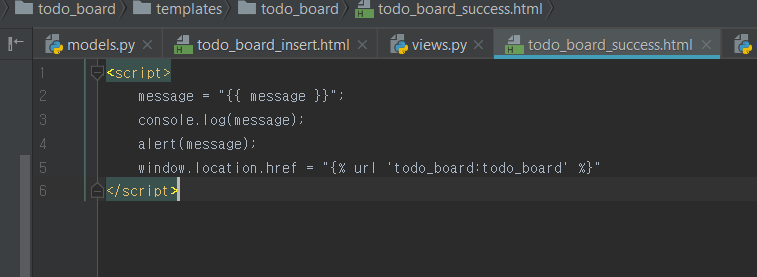 todo_board templates todo_board todo_board_success.html
models.py todo_board_insert.html views.py todo_board_success.html
1 <script>
2 message = "{{ message }}";
3 console.log(message);
4 alert(message);
5 window.location.href = "{% url 'todo_board:todo_board' %}"
6 </script>